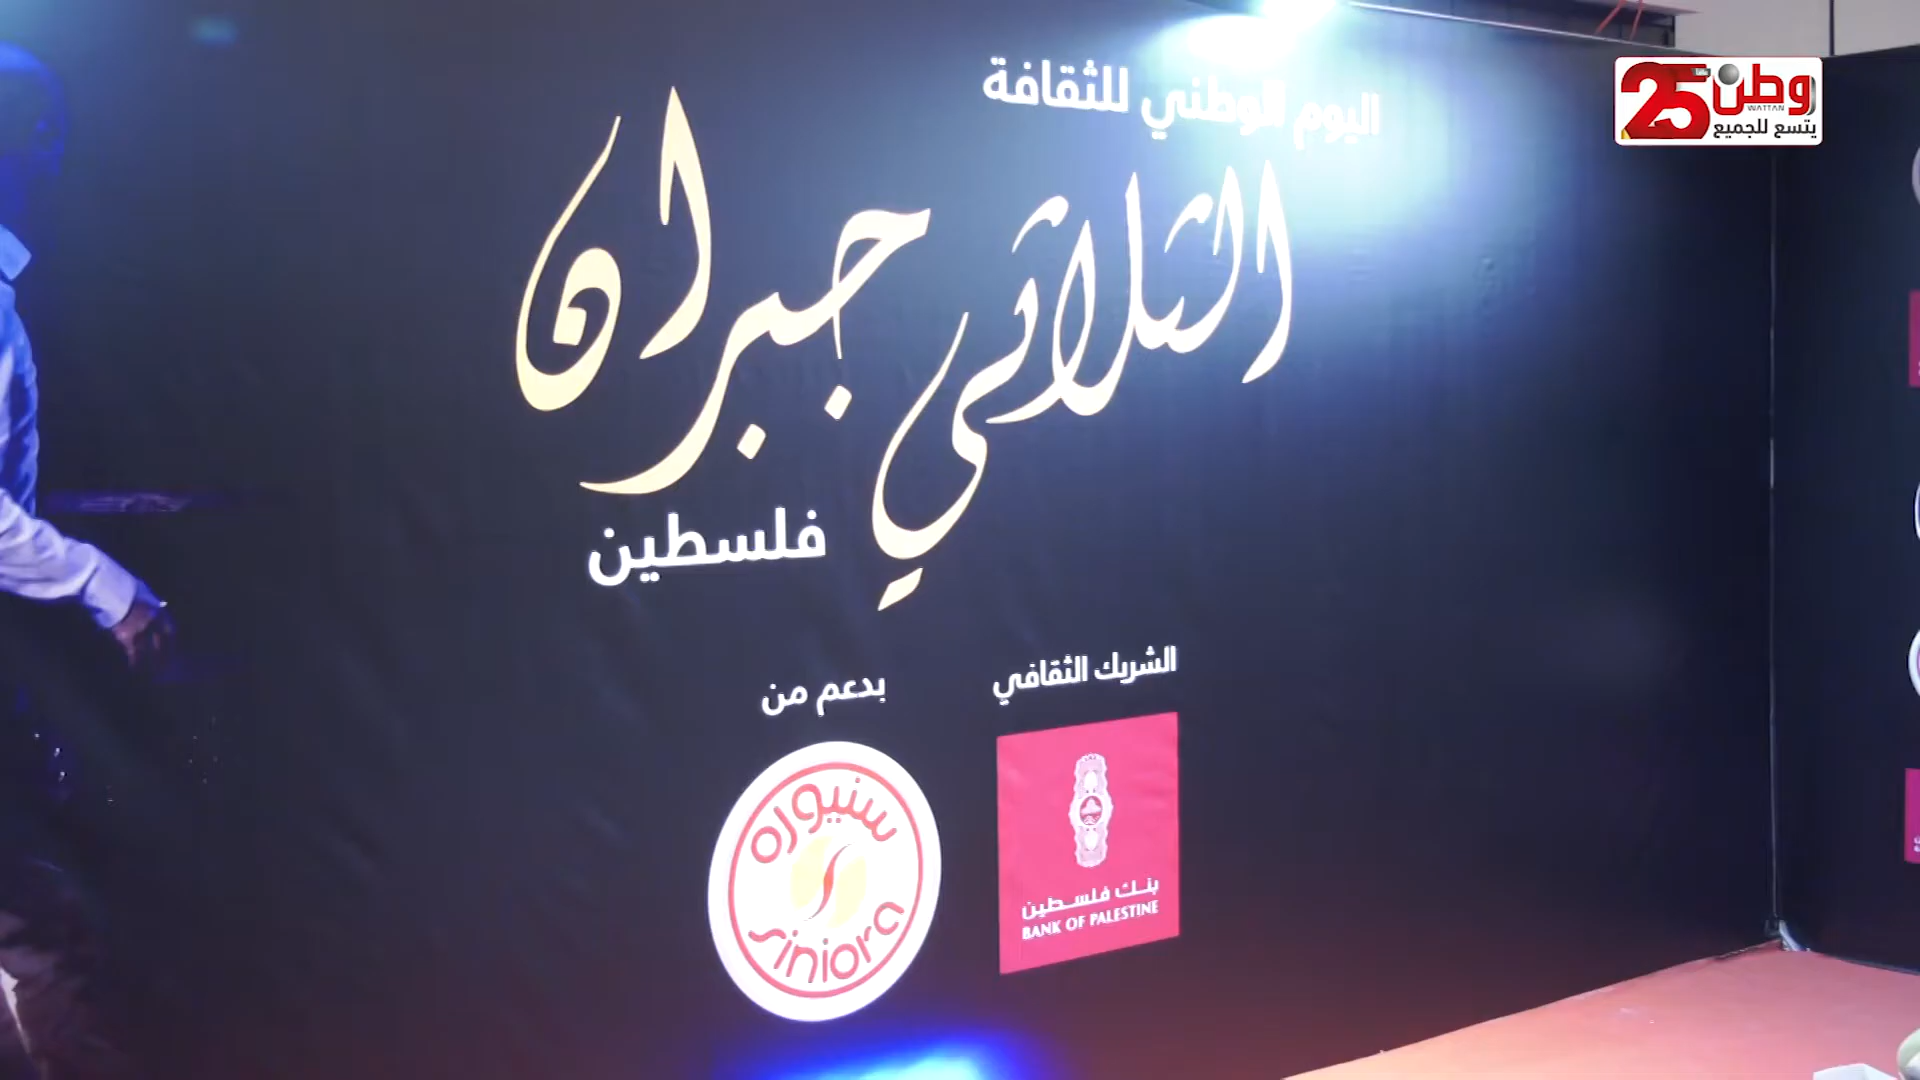 اليوم الوطني للثقافة
الثلاثي جبران
فلسطين
الشريك الثقافي
بدعم من
بنك فلسطين
BANK OF PALESTINE
سنيورة
siniora
25 وطن
WATTAN
يتسع للجميع